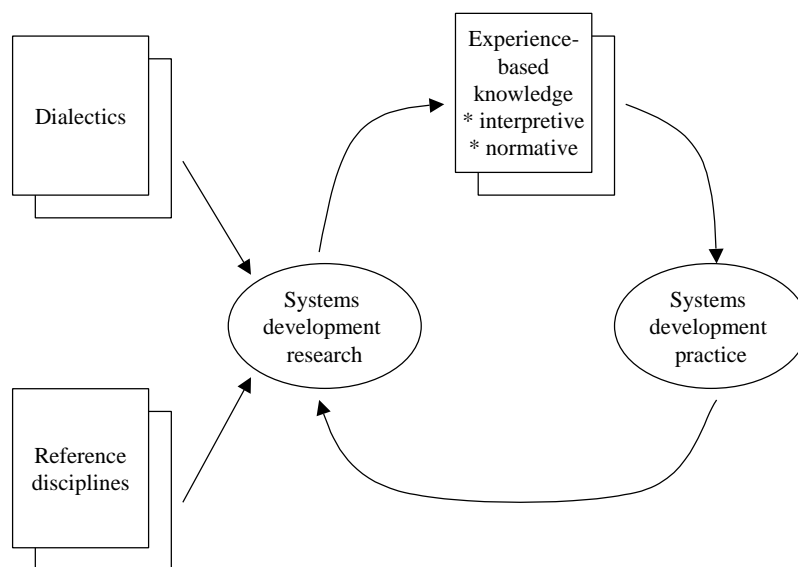 Dialectics
Experience-
based
knowledge
* interpretive
* normative
Systems
development
research
Systems
development
practice
Reference
disciplines